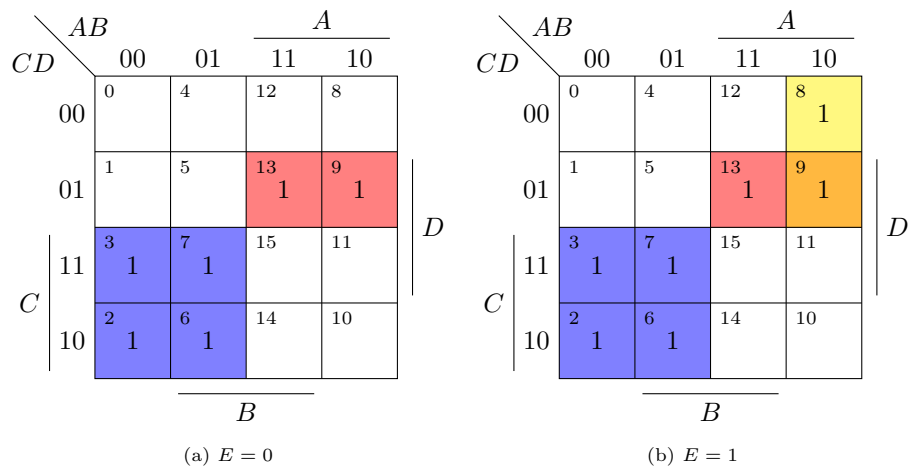 AB A AB A
CD 00 01 11 10 CD 00 01 11 10
0 4 12 8 0 4 12 8
00 00 1
1 5 13 9 1 5 13 9
01 1 1 D 01 1 1 D
3 7 15 11 3 7 15 11
C 11 1 1 C 11 1 1
2 6 14 10 2 6 14 10
10 1 1 10 1 1
B B
(a) E = 0 (b) E = 1